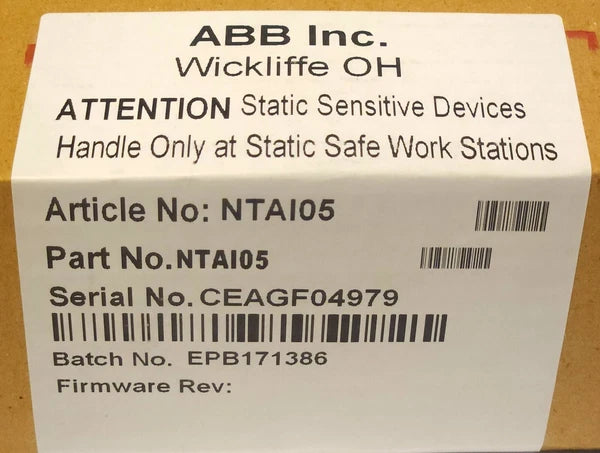 ABB Inc.
Wickliffe OH
ATTENTION Static Sensitive Devices
Handle Only at Static Safe Work Stations
Article No: NTAI05
Part No. NTAI05
Serial No. CEAGF04979
Batch No. EPB171386
Firmware Rev: